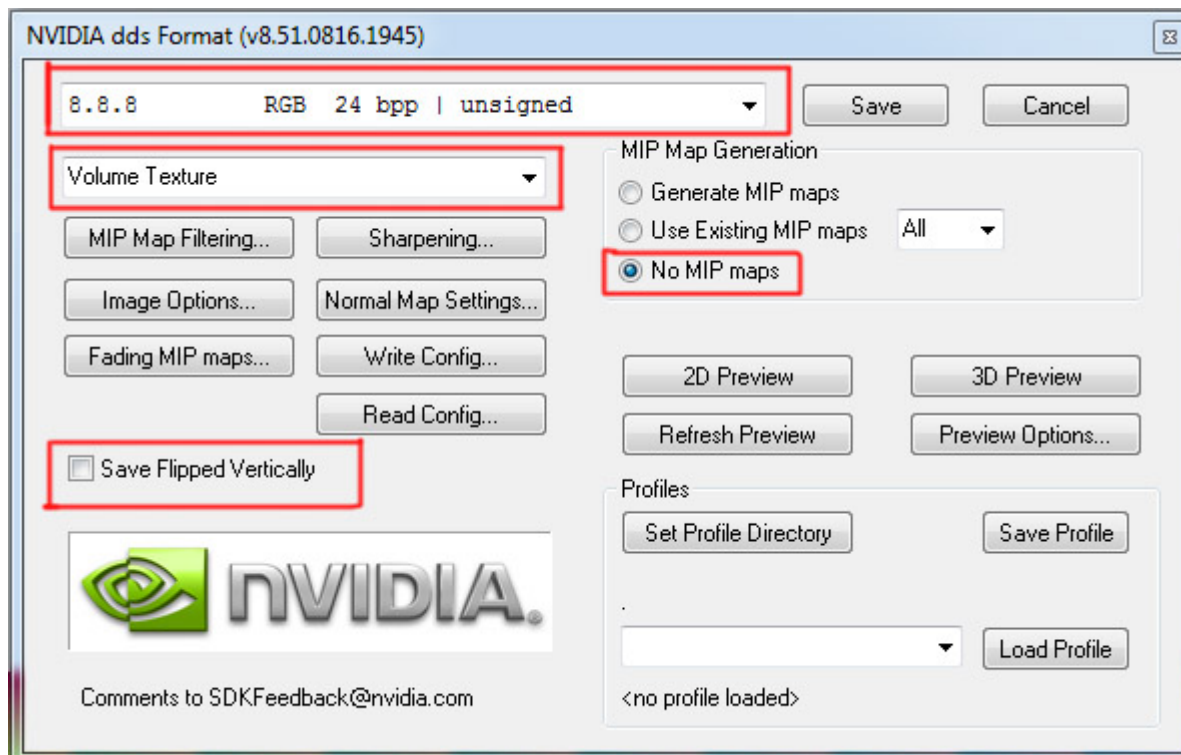 NVIDIA dds Format (v8.51.0816.1945)
8.8.8 RGB 24 bpp | unsigned
Save
Cancel
Volume Texture
MIP Map Generation
Generate MIP maps
Use Existing MIP maps
All
No MIP maps
MIP Map Filtering...
Sharpening...
Image Options...
Normal Map Settings...
Fading MIP maps...
Write Config...
Read Config...
2D Preview
3D Preview
Refresh Preview
Preview Options...
Save Flipped Vertically
Profiles
Set Profile Directory
Save Profile
.
Load Profile
<no profile loaded>
NVIDIA.
Comments to SDKFeedback@nvidia.com